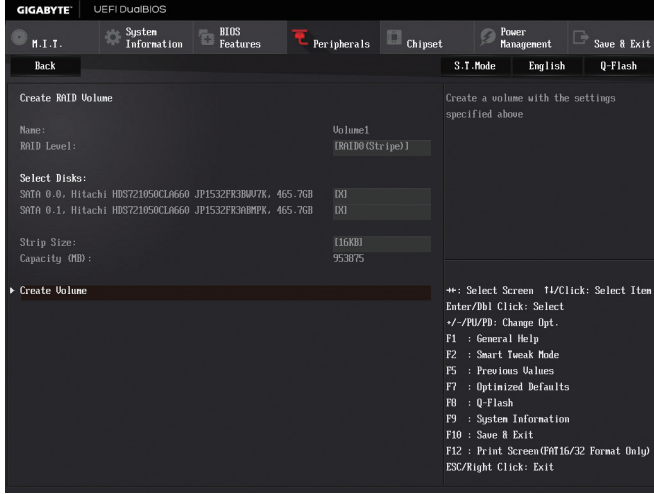 GIGABYTE™ UEFI DualBIOS
M.I.T. System Information BIOS Features Peripherals Chipset Power Management Save & Exit
Back S.T.Mode English Q-Flash
Create RAID Volume
Name: Volume1
RAID Level: [RAID0(Stripe)]
Select Disks:
SATA 0.0, Hitachi HDS721050CLA660 JP1532FR3BWU7K, 465.7GB [X]
SATA 0.1, Hitachi HDS721050CLA660 JP1532FR3ABMPK, 465.7GB [X]
Strip Size: [16KB]
Capacity (MB): 953875
Create Volume
Create a volume with the settings
specified above
→←: Select Screen ↑↓/Click: Select Item
Enter/Dbl Click: Select
+/-/PU/PD: Change Opt.
F1 : General Help
F2 : Smart Tweak Mode
F5 : Previous Values
F7 : Optimized Defaults
F8 : Q-Flash
F9 : System Information
F10 : Save & Exit
F12 : Print Screen(FAT16/32 Format Only)
ESC/Right Click: Exit